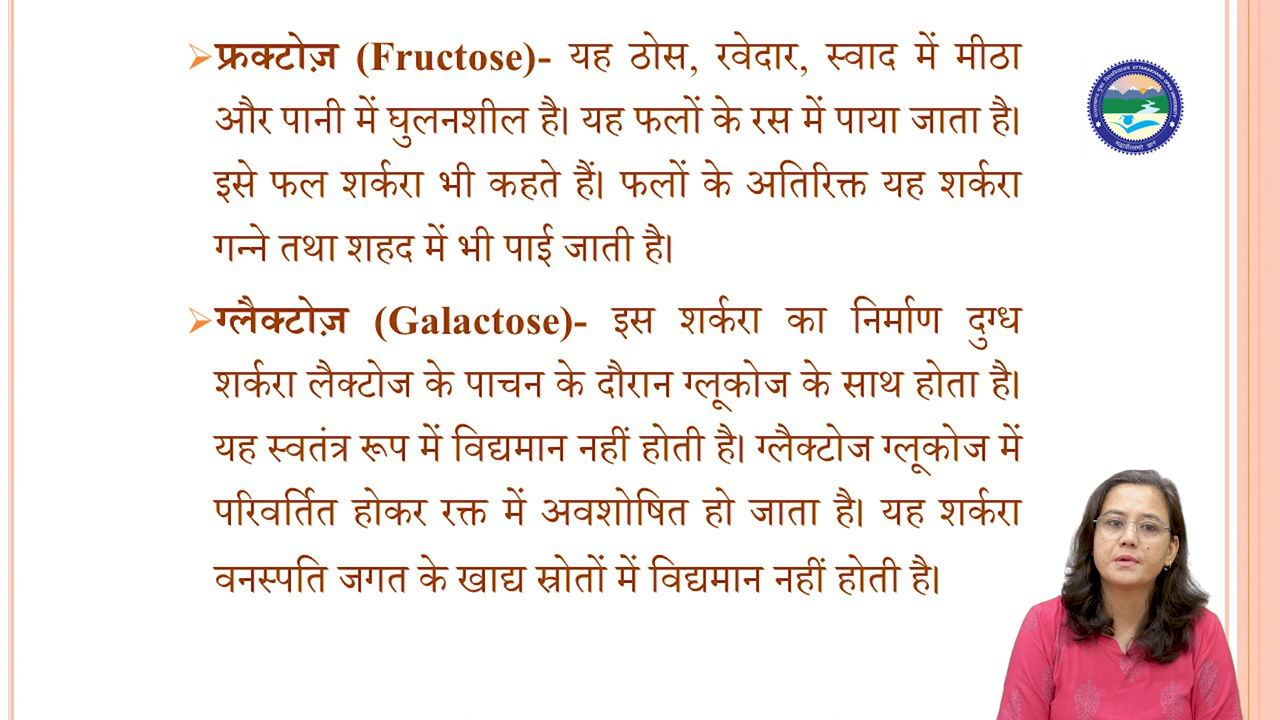 फ्रक्टोज़ (Fructose)- यह ठोस, रवेदार, स्वाद में मीठा
और पानी में घुलनशील है। यह फलों के रस में पाया जाता है।
इसे फल शर्करा भी कहते हैं। फलों के अतिरिक्त यह शर्करा
गन्ने तथा शहद में भी पाई जाती है।
ग्लैक्टोज़ (Galactose)- इस शर्करा का निर्माण दुग्ध
शर्करा लैक्टोज के पाचन के दौरान ग्लूकोज के साथ होता है।
यह स्वतंत्र रूप में विद्यमान नहीं होती है। ग्लैक्टोज ग्लूकोज में
परिवर्तित होकर रक्त में अवशोषित हो जाता है। यह शर्करा
वनस्पति जगत के खाद्य स्रोतों में विद्यमान नहीं होती है।
UTTARAKHAND OPEN